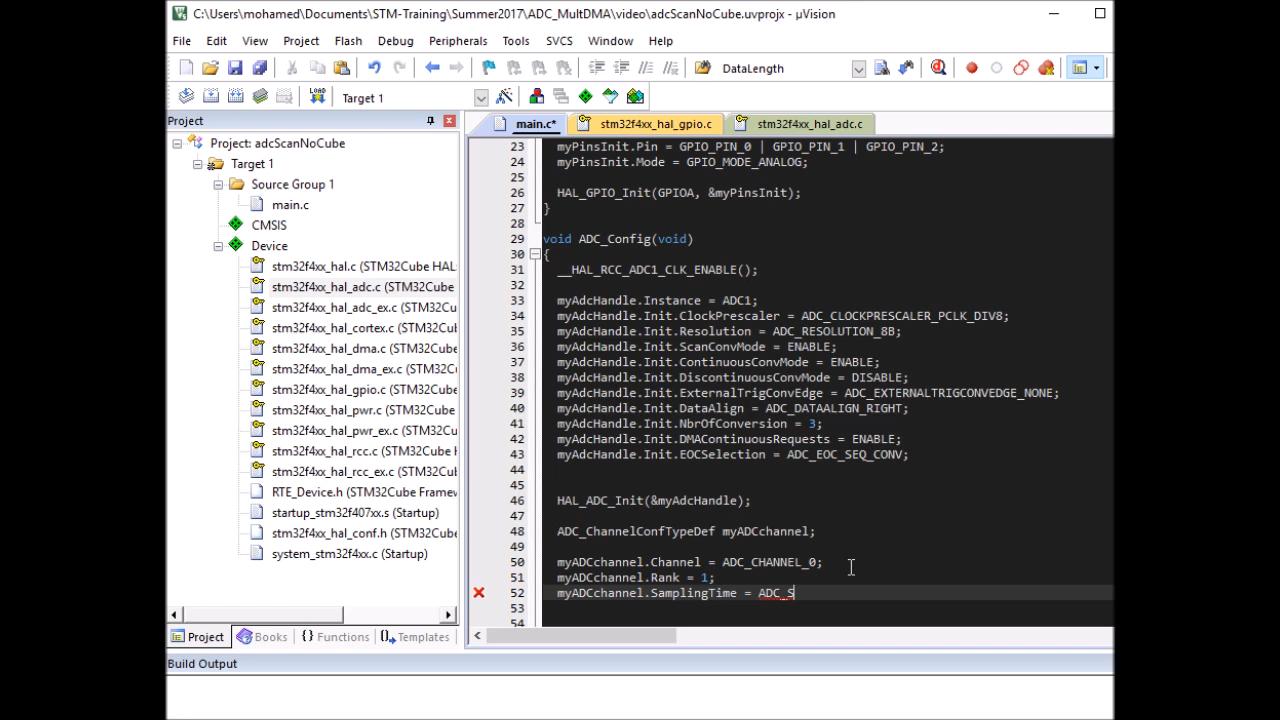 C:\Users\mohamed\Documents\STM-Training\Summer2017\ADC_MultDMA\video\adcScanNoCube.uvprojx - µVision
File Edit View Project Flash Debug Peripherals Tools SVCS Window Help
DataLength
LOAD Target 1
Project
Project: adcScanNoCube
Target 1
Source Group 1
main.c
CMSIS
Device
stm32f4xx_hal.c (STM32Cube HAL:
stm32f4xx_hal_adc.c (STM32Cube
stm32f4xx_hal_adc_ex.c (STM32Cu
stm32f4xx_hal_cortex.c (STM32Cu
stm32f4xx_hal_dma.c (STM32Cube
stm32f4xx_hal_dma_ex.c (STM32C
stm32f4xx_hal_gpio.c (STM32Cube
stm32f4xx_hal_pwr.c (STM32Cube
stm32f4xx_hal_pwr_ex.c (STM32Cu
stm32f4xx_hal_rcc.c (STM32Cube H
stm32f4xx_hal_rcc_ex.c (STM32Cu
RTE_Device.h (STM32Cube Framew
startup_stm32f407xx.s (Startup)
stm32f4xx_hal_conf.h (STM32Cube
system_stm32f4xx.c (Startup)
Project Books Functions Templates
main.c* stm32f4xx_hal_gpio.c stm32f4xx_hal_adc.c
23 myPinsInit.Pin = GPIO_PIN_0 | GPIO_PIN_1 | GPIO_PIN_2;
24 myPinsInit.Mode = GPIO_MODE_ANALOG;
25
26 HAL_GPIO_Init(GPIOA, &myPinsInit);
27 }
28
29 void ADC_Config(void)
30 {
31 __HAL_RCC_ADC1_CLK_ENABLE();
32
33 myAdcHandle.Instance = ADC1;
34 myAdcHandle.Init.ClockPrescaler = ADC_CLOCKPRESCALER_PCLK_DIV8;
35 myAdcHandle.Init.Resolution = ADC_RESOLUTION_8B;
36 myAdcHandle.Init.ScanConvMode = ENABLE;
37 myAdcHandle.Init.ContinuousConvMode = ENABLE;
38 myAdcHandle.Init.DiscontinuousConvMode = DISABLE;
39 myAdcHandle.Init.ExternalTrigConvEdge = ADC_EXTERNALTRIGCONVEDGE_NONE;
40 myAdcHandle.Init.DataAlign = ADC_DATAALIGN_RIGHT;
41 myAdcHandle.Init.NbrOfConversion = 3;
42 myAdcHandle.Init.DMAContinuousRequests = ENABLE;
43 myAdcHandle.Init.EOCSelection = ADC_EOC_SEQ_CONV;
44
45
46 HAL_ADC_Init(&myAdcHandle);
47
48 ADC_ChannelConfTypeDef myADCchannel;
49
50 myADCchannel.Channel = ADC_CHANNEL_0;
51 myADCchannel.Rank = 1;
52 myADCchannel.SamplingTime = ADC_S
53
54
Build Output